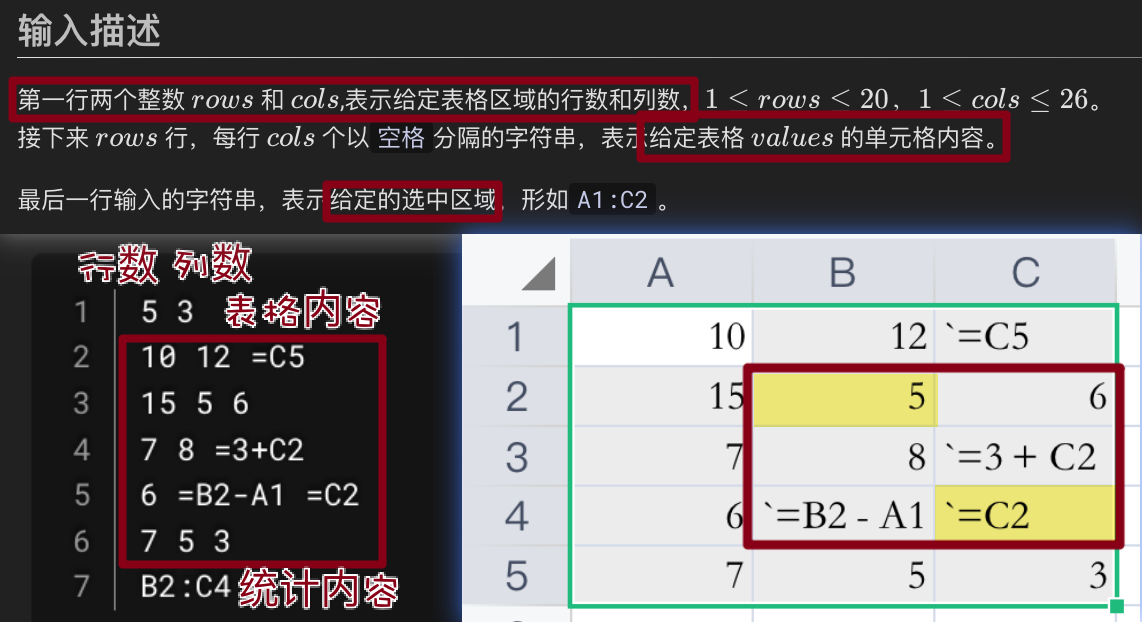 输入描述
第一行两个整数 rows 和 cols,表示给定表格区域的行数和列数, 1 < rows < 20, 1 < cols ≤ 26。
接下来 rows 行，每行 cols 个以 空格 分隔的字符串，表示给定表格 values 的单元格内容。
最后一行输入的字符串，表示给定的选中区域，形如 A1:C2 。
行数 列数
1 5 3 表格内容
2 10 12 =C5
3 15 5 6
4 7 8 =3+C2
5 6 =B2-A1 =C2
6 7 5 3
7 B2:C4 统计内容
A B C
1 10 12 `=C5
2 15 5 6
3 7 8 `=3 + C2
4 6 `=B2 - A1 `=C2
5 7 5 3